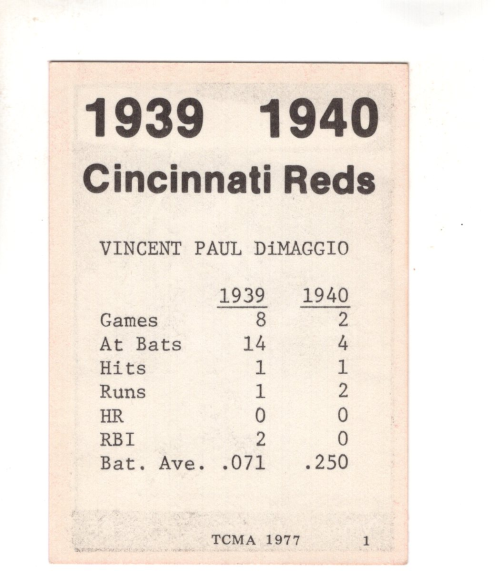 1939 1940
Cincinnati Reds
VINCENT PAUL DiMAGGIO
1939 1940
Games 8 2
At Bats 14 4
Hits 1 1
Runs 1 2
HR 0 0
RBI 2 0
Bat. Ave. .071 .250
TCMA 1977 1